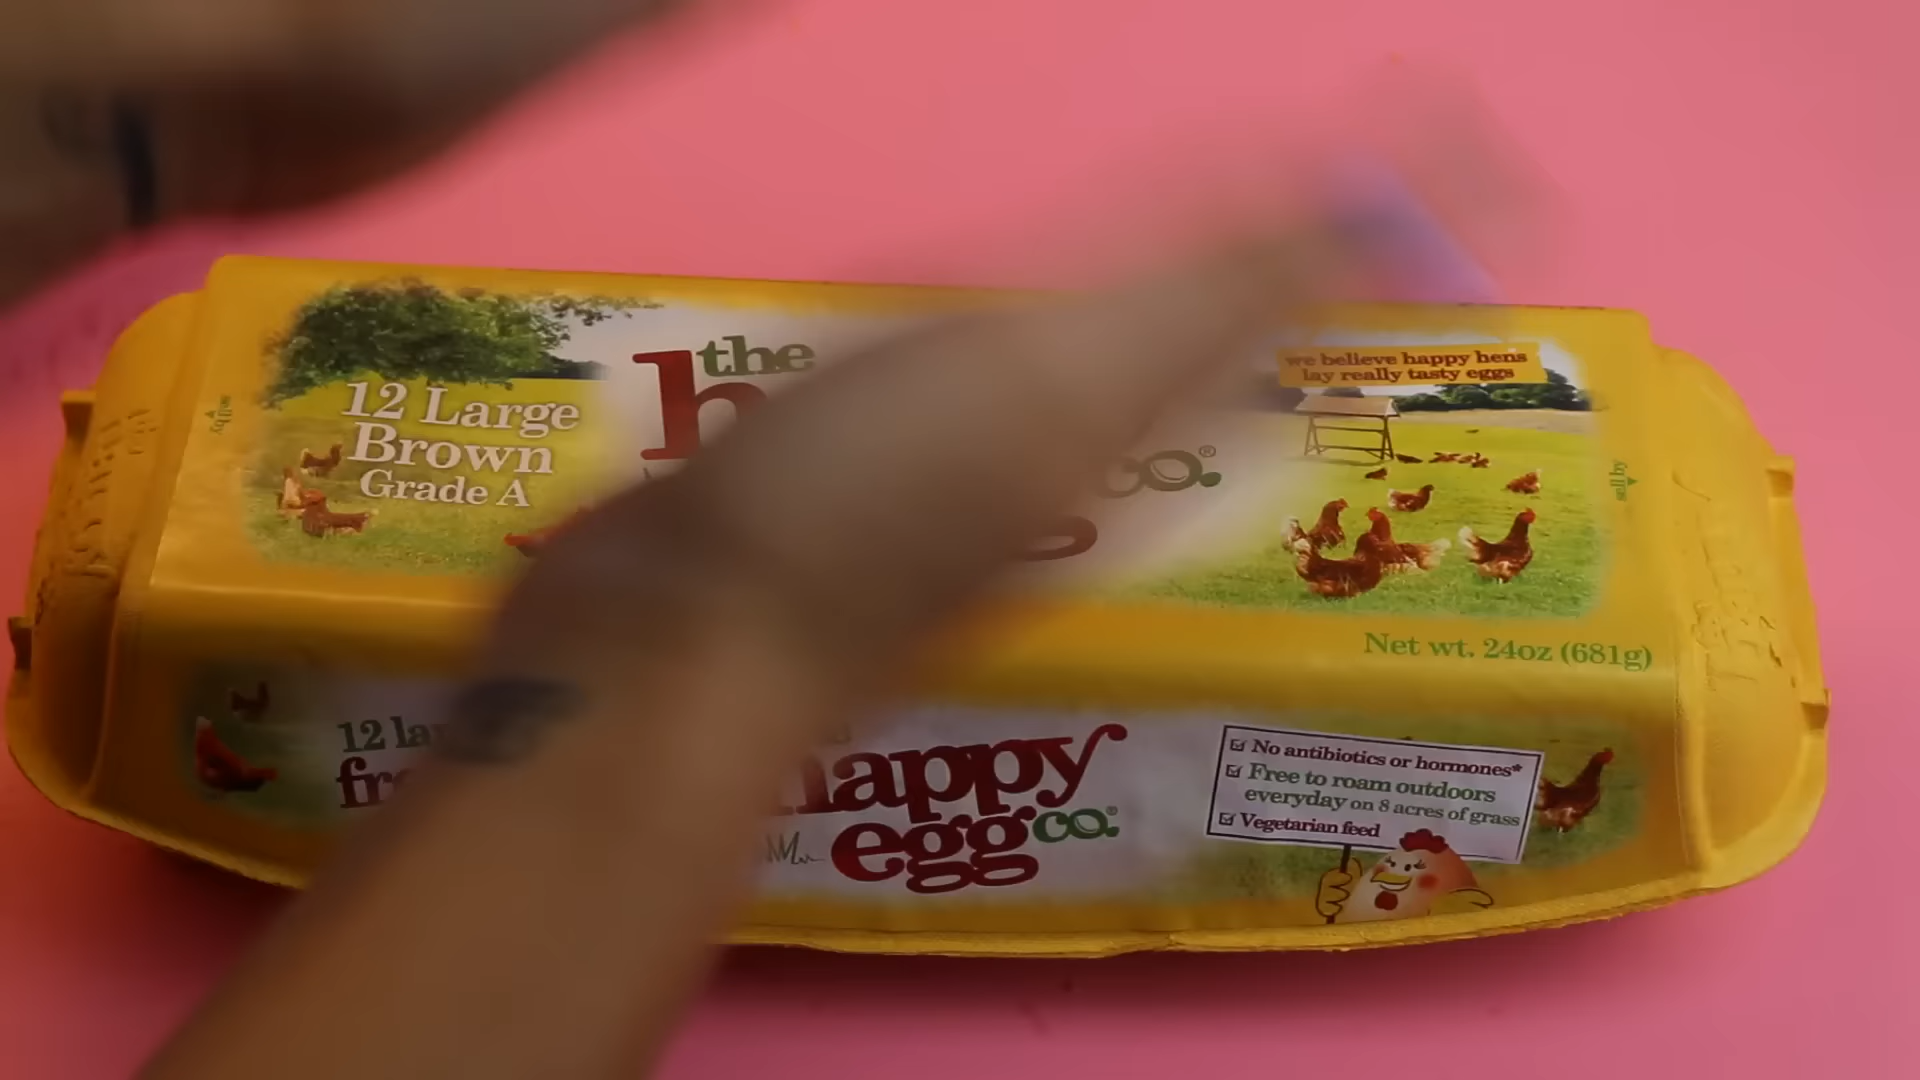 the
12 Large
Brown
Grade A
co.®
we believe happy hens
lay really tasty eggs
sell by
sell by
Net wt. 24oz (681g)
12
happy
egg co.®
No antibiotics or hormones*
Free to roam outdoors
everyday on 8 acres of grass
Vegetarian feed